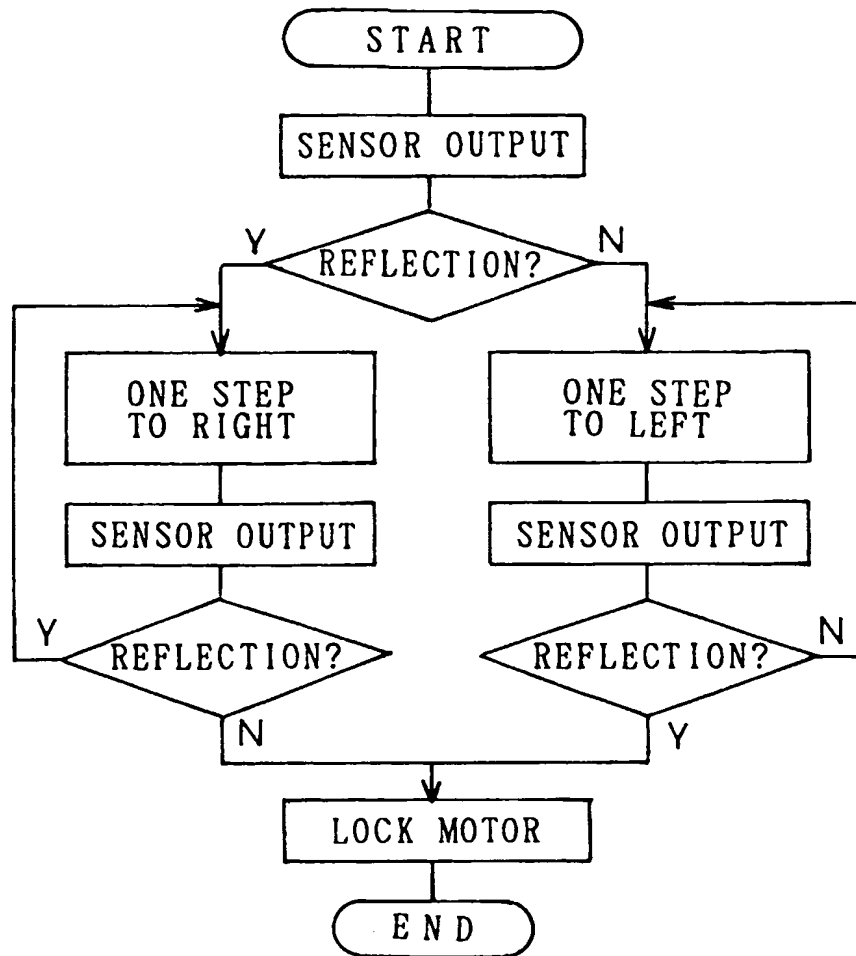 START
SENSOR OUTPUT
Y
REFLECTION?
N
ONE STEP
TO RIGHT
ONE STEP
TO LEFT
SENSOR OUTPUT
SENSOR OUTPUT
Y
REFLECTION?
N
REFLECTION?
N
Y
LOCK MOTOR
END